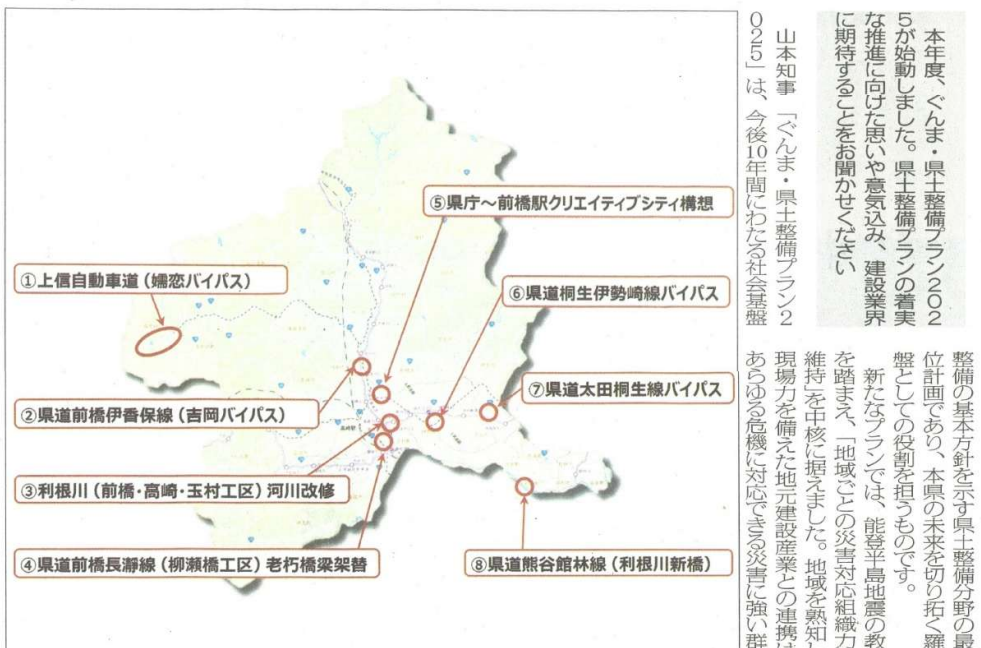 本年度、ぐんま・県土整備プラン202
5が始動しました。県土整備プランの着実
な推進に向けた思いや意気込み、建設業界
に期待することをお聞かせください
山本知事　「ぐんま・県土整備プラン2
025」は、今後10年間にわたる社会基盤
整備の基本方針を示す県土整備分野の最
位計画であり、本県の未来を切り拓く羅
盤としての役割を担うものです。
新たなプランでは、能登半島地震の教
を踏まえ、「地域ごとの災害対応組織力
維持」を中核に据えました。地域を熟知し
現場力を備えた地元建設産業との連携は
あらゆる危機に対応できる災害に強い群
⑤県庁～前橋駅クリエイティブシティ構想
①上信自動車道（嬬恋バイパス）
⑥県道桐生伊勢崎線バイパス
⑦県道太田桐生線バイパス
②県道前橋伊香保線（吉岡バイパス）
③利根川（前橋・高崎・玉村工区）河川改修
④県道前橋長瀞線（柳瀬橋工区）老朽橋梁架替
⑧県道熊谷館林線（利根川新橋）